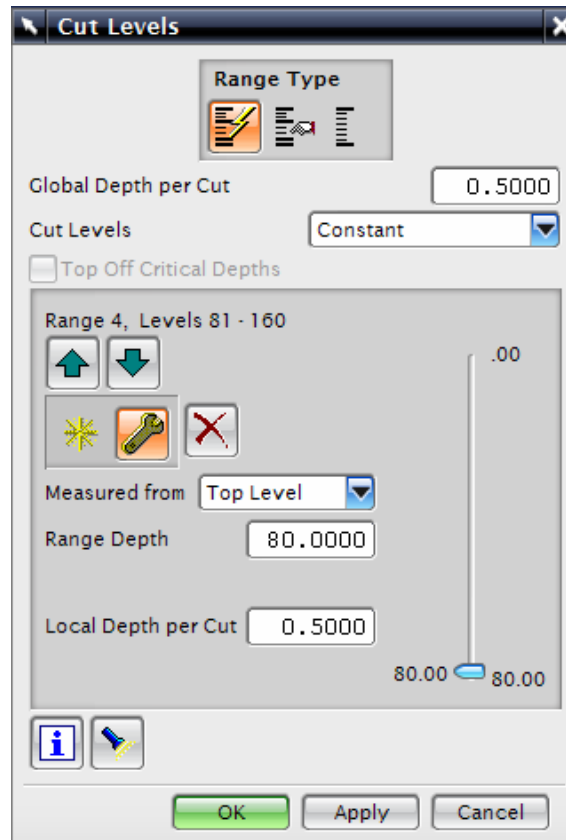 Cut Levels
Range Type
Global Depth per Cut 0.5000
Cut Levels Constant
Top Off Critical Depths
Range 4, Levels 81 - 160
.00
Measured from Top Level
Range Depth 80.0000
Local Depth per Cut 0.5000
80.00 80.00
OK Apply Cancel